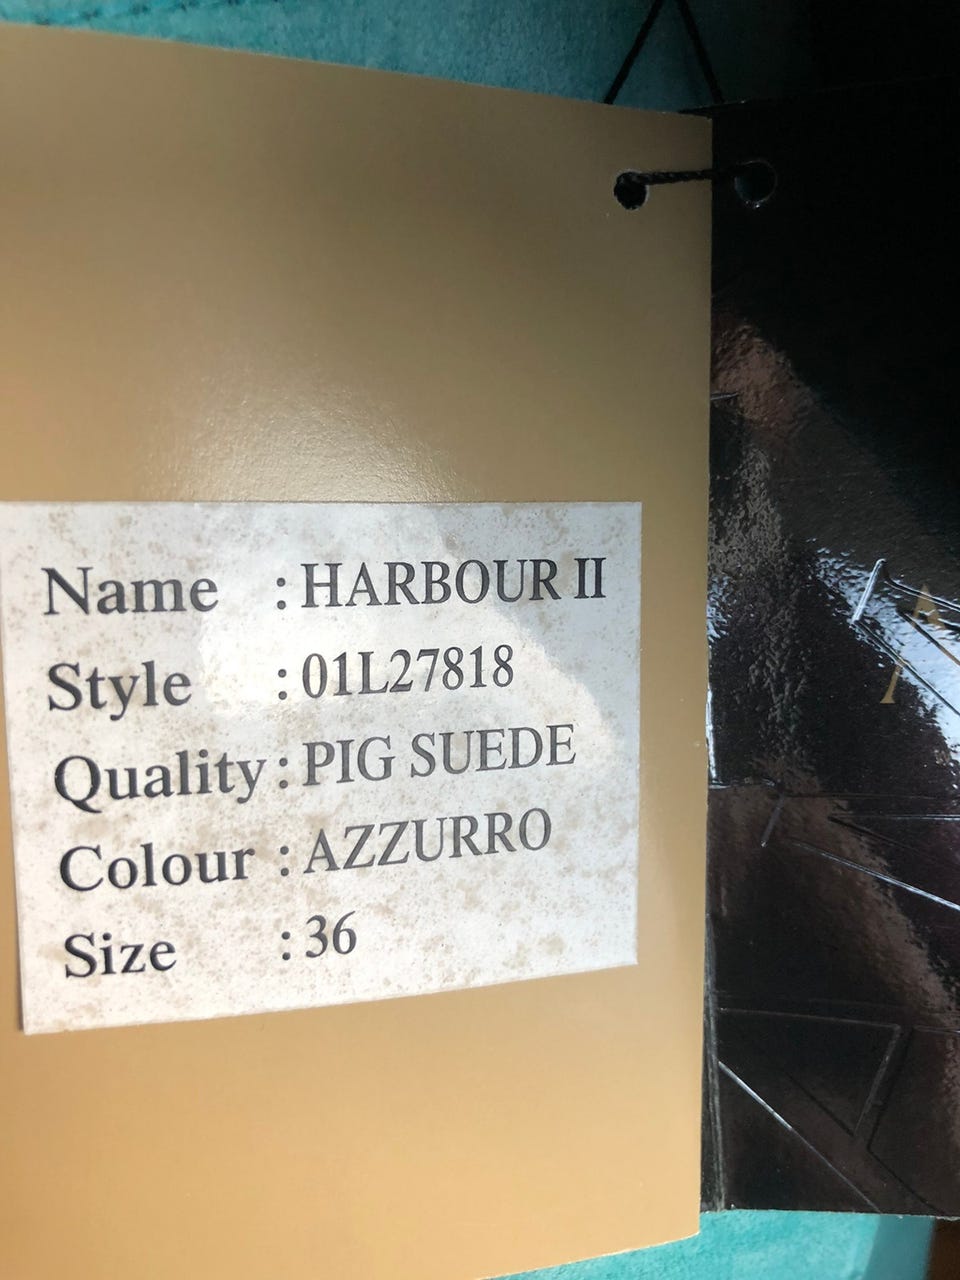 Name : HARBOUR II
Style : 01L27818
Quality : PIG SUEDE
Colour : AZZURRO
Size : 36